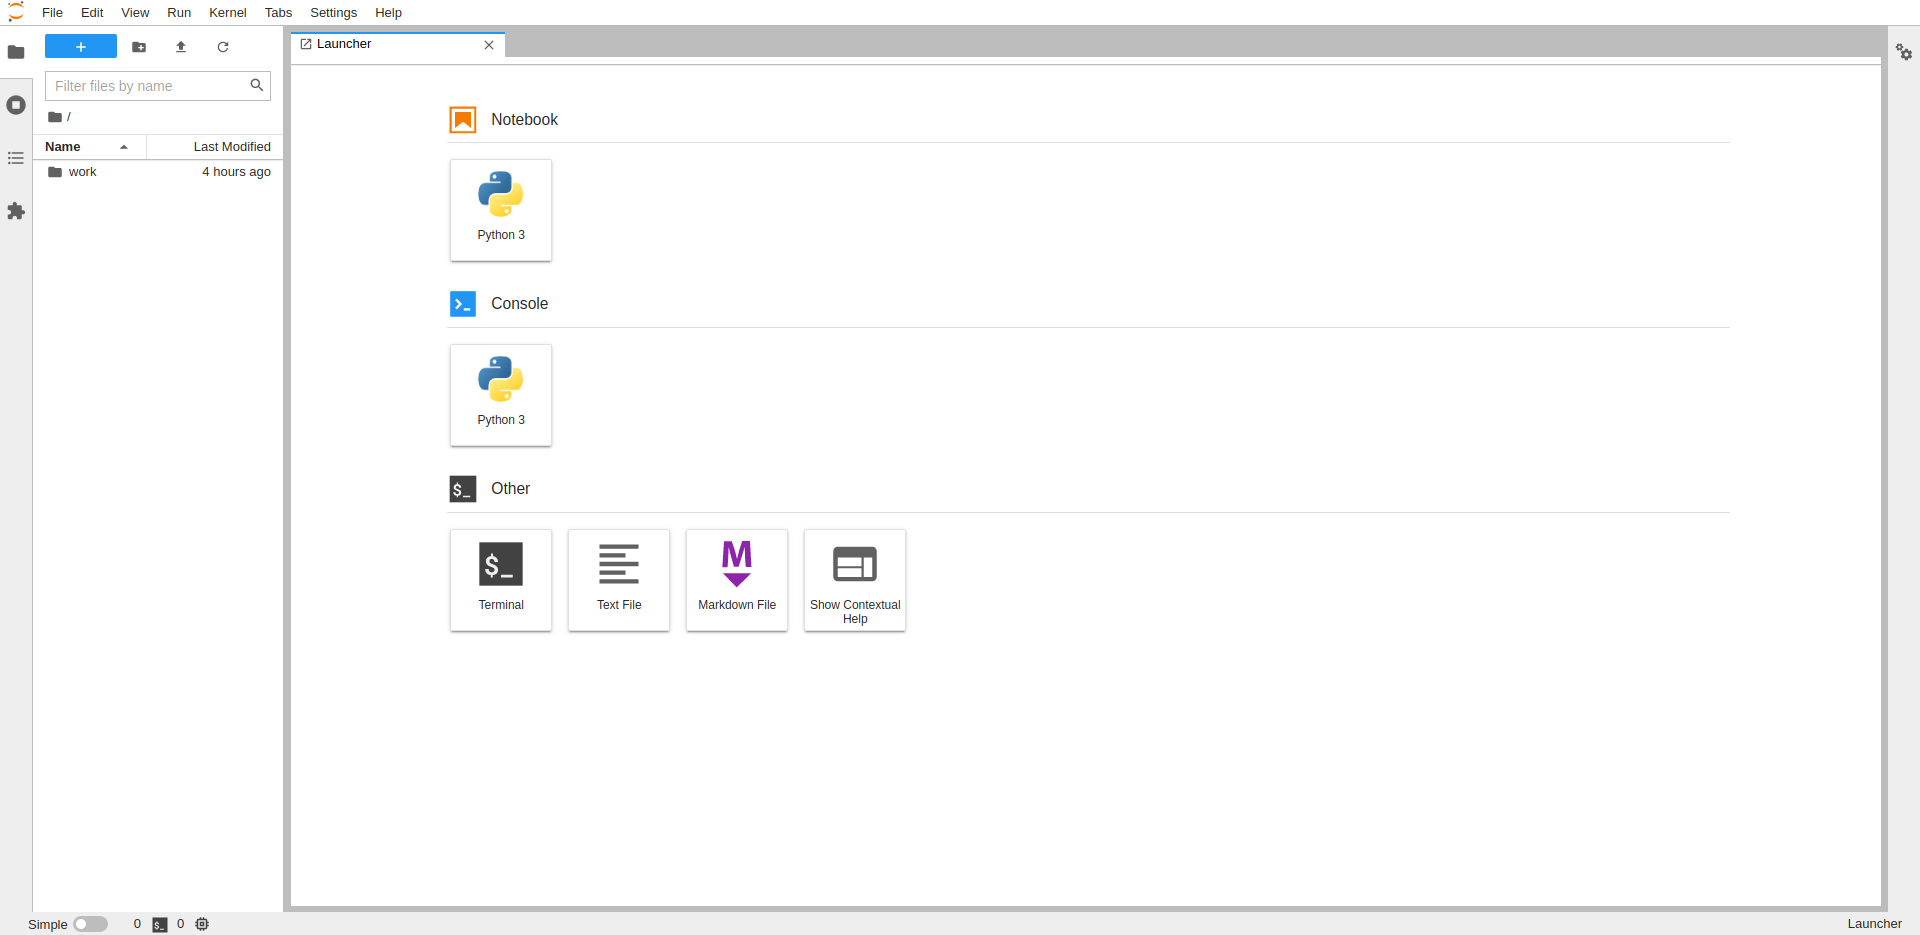 File Edit View Run Kernel Tabs Settings Help
Launcher
Filter files by name
/
Name Last Modified
work 4 hours ago
Notebook
Python 3
Console
Python 3
Other
$_
$_
Terminal
Text File
M
Markdown File
Show Contextual
Help
Simple 0 $_ 0 Launcher